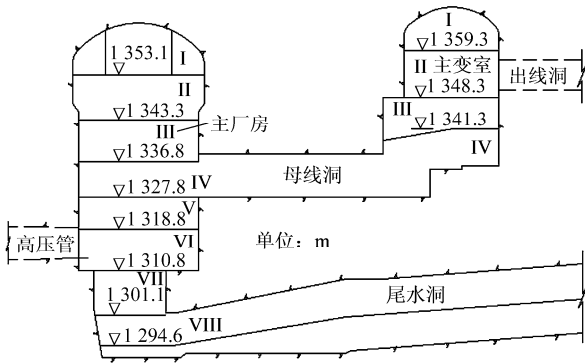 I
1 353.1
I
1 359.3
II
II 主变室
出线洞
1 348.3
1 343.3
III
III
主厂房
1 341.3
1 336.8
IV
母线洞
1 327.8
IV
V
1 318.8
高压管
VI
单位：m
1 310.8
VII
1 301.1
尾水洞
VIII
1 294.6